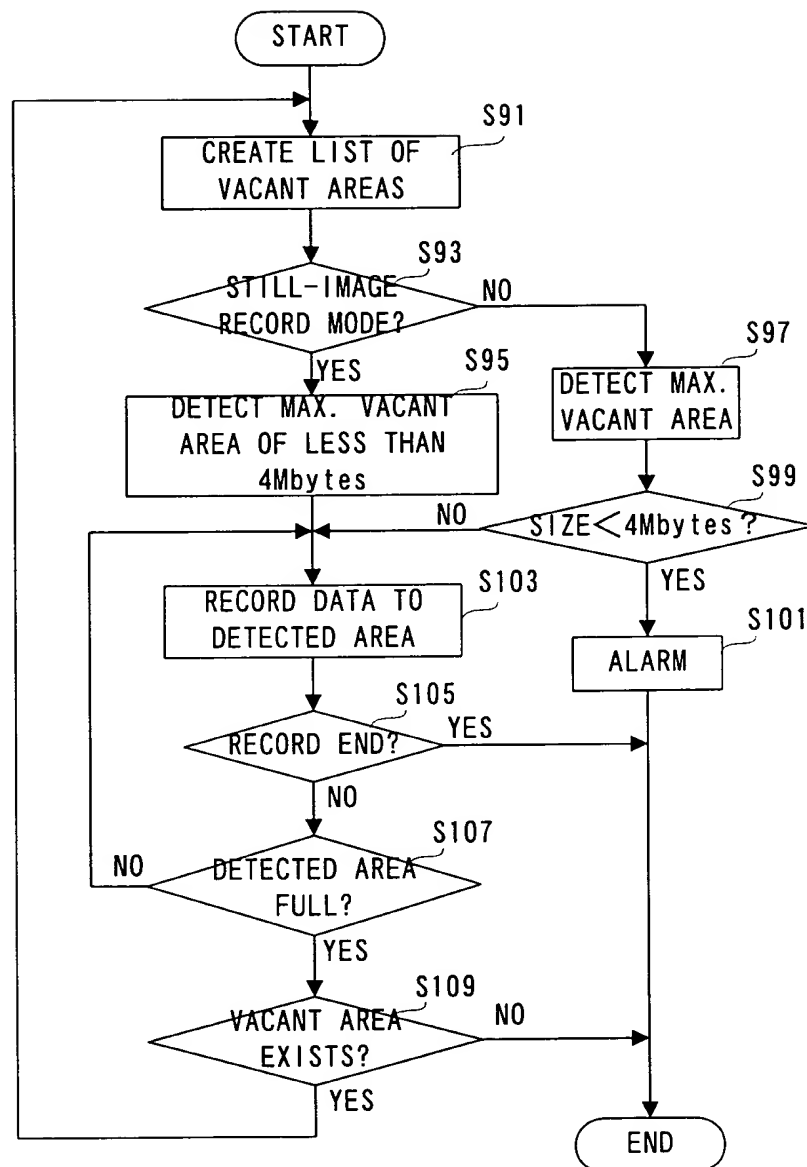 START
S91
CREATE LIST OF
VACANT AREAS
S93
STILL-IMAGE
RECORD MODE?
NO
YES
S95
DETECT MAX. VACANT
AREA OF LESS THAN
4Mbytes
S97
DETECT MAX.
VACANT AREA
S99
SIZE<4Mbytes?
NO
YES
S101
ALARM
S103
RECORD DATA TO
DETECTED AREA
S105
RECORD END?
YES
NO
S107
DETECTED AREA
FULL?
NO
YES
S109
VACANT AREA
EXISTS?
NO
YES
END